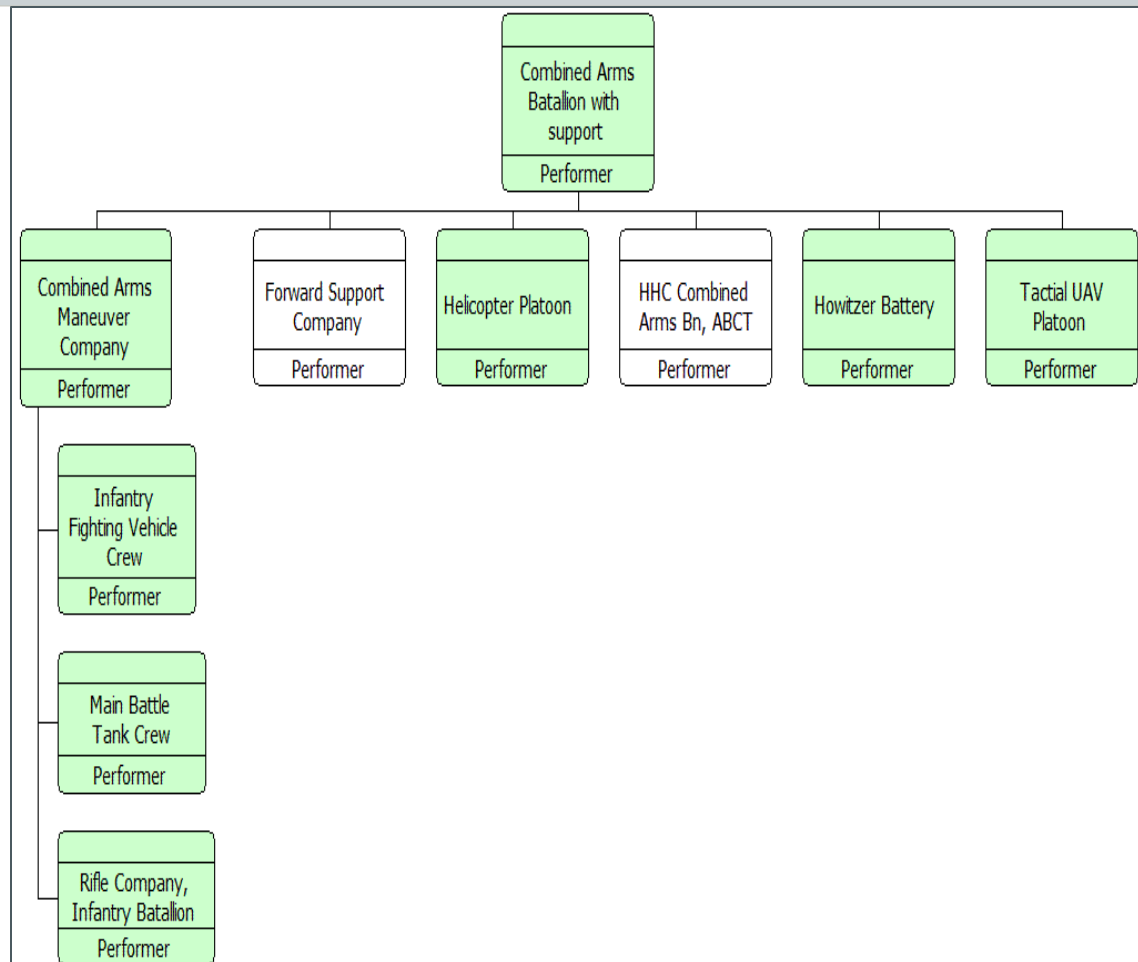 Combined Arms
Batallion with
support
Performer
Combined Arms
Maneuver
Company
Performer
Forward Support
Company
Performer
Helicopter Platoon
Performer
HHC Combined
Arms Bn, ABCT
Performer
Howitzer Battery
Performer
Tactial UAV
Platoon
Performer
Infantry
Fighting Vehicle
Crew
Performer
Main Battle
Tank Crew
Performer
Rifle Company,
Infantry Batallion
Performer